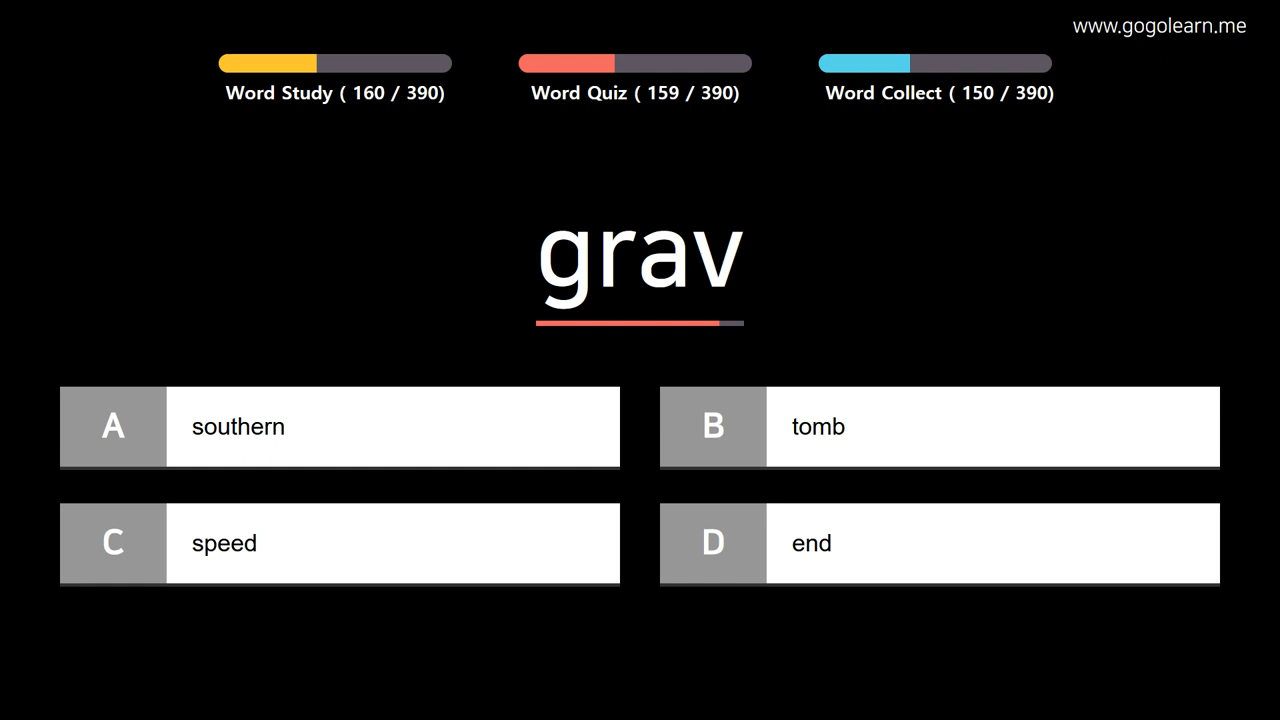 www.gogolearn.me
Word Study ( 160 / 390)
Word Quiz ( 159 / 390)
Word Collect ( 150 / 390)
grav
A southern
B tomb
C speed
D end